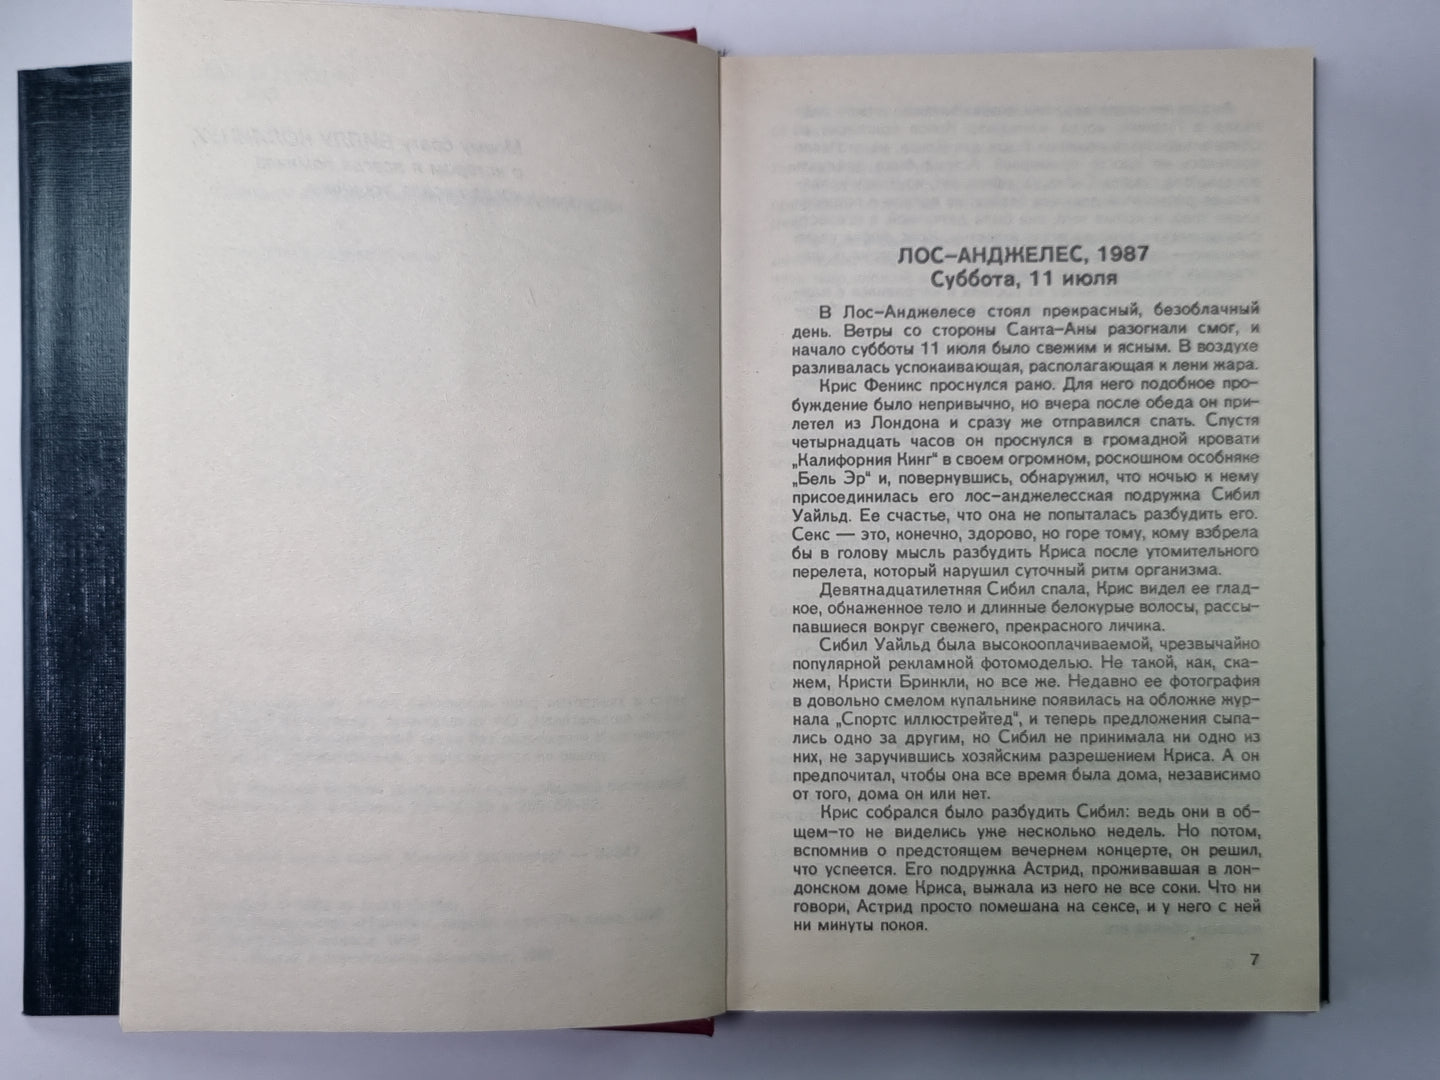 ЛОС–АНДЖЕЛЕС, 1987
Суббота, 11 июля
В Лос–Анджелесе стоял прекрасный, безоблачный
день. Ветры со стороны Санта–Аны разогнали смог, и
начало субботы 11 июля было свежим и ясным. В воздухе
разливалась успокаивающая, располагающая к лени жара.
Крис Феникс проснулся рано. Для него подобное про–
буждение было непривычно, но вчера после обеда он при–
летел из Лондона и сразу же отправился спать. Спустя
четырнадцать часов он проснулся в громадной кровати
„Калифорния Кинг“ в своем огромном, роскошном особняке
„Бель Эр“ и, повернувшись, обнаружил, что ночью к нему
присоединилась его лос–анджелесская подружка Сибил
Уайльд. Ее счастье, что она не попыталась разбудить его.
Секс — это, конечно, здорово, но горе тому, кому взбрела
бы в голову мысль разбудить Криса после утомительного
перелета, который нарушил суточный ритм организма.
Девятнадцатилетняя Сибил спала, Крис видел ее глад–
кое, обнаженное тело и длинные белокурые волосы, рассы–
павшиеся вокруг свежего, прекрасного личика.
Сибил Уайльд была высокооплачиваемой, чрезвычайно
популярной рекламной фотомоделью. Не такой, как, ска–
жем, Кристи Бринкли, но все же. Недавно ее фотография
в довольно смелом купальнике появилась на обложке жур–
нала „Спортс иллюстрейтед“, и теперь предложения сыпа–
лись одно за другим, но Сибил не принимала ни одно из
них, не заручившись хозяйским разрешением Криса. А он
предпочитал, чтобы она все время была дома, независимо
от того, дома он или нет.
Крис собрался было разбудить Сибил: ведь они в об–
щем–то не виделись уже несколько недель. Но потом,
вспомнив о предстоящем вечернем концерте, он решил,
что успеется. Его подружка Астрид, проживавшая в лон–
донском доме Криса, выжала из него не все соки. Что ни
говори, Астрид просто помешана на сексе, и у него с ней
ни минуты покоя.
7